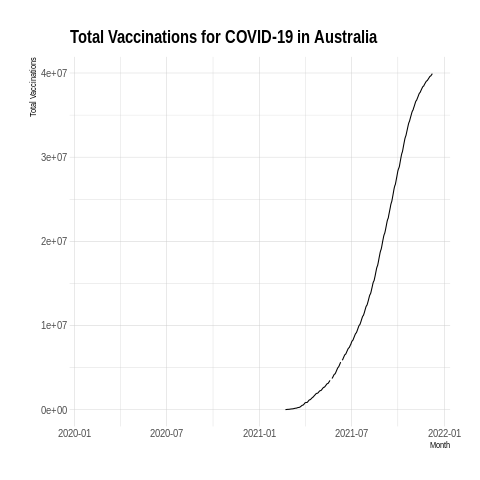 Total Vaccinations for COVID-19 in Australia
Total Vaccinations
4e+07
3e+07
2e+07
1e+07
0e+00
2020-01 2020-07 2021-01 2021-07 2022-01
Month